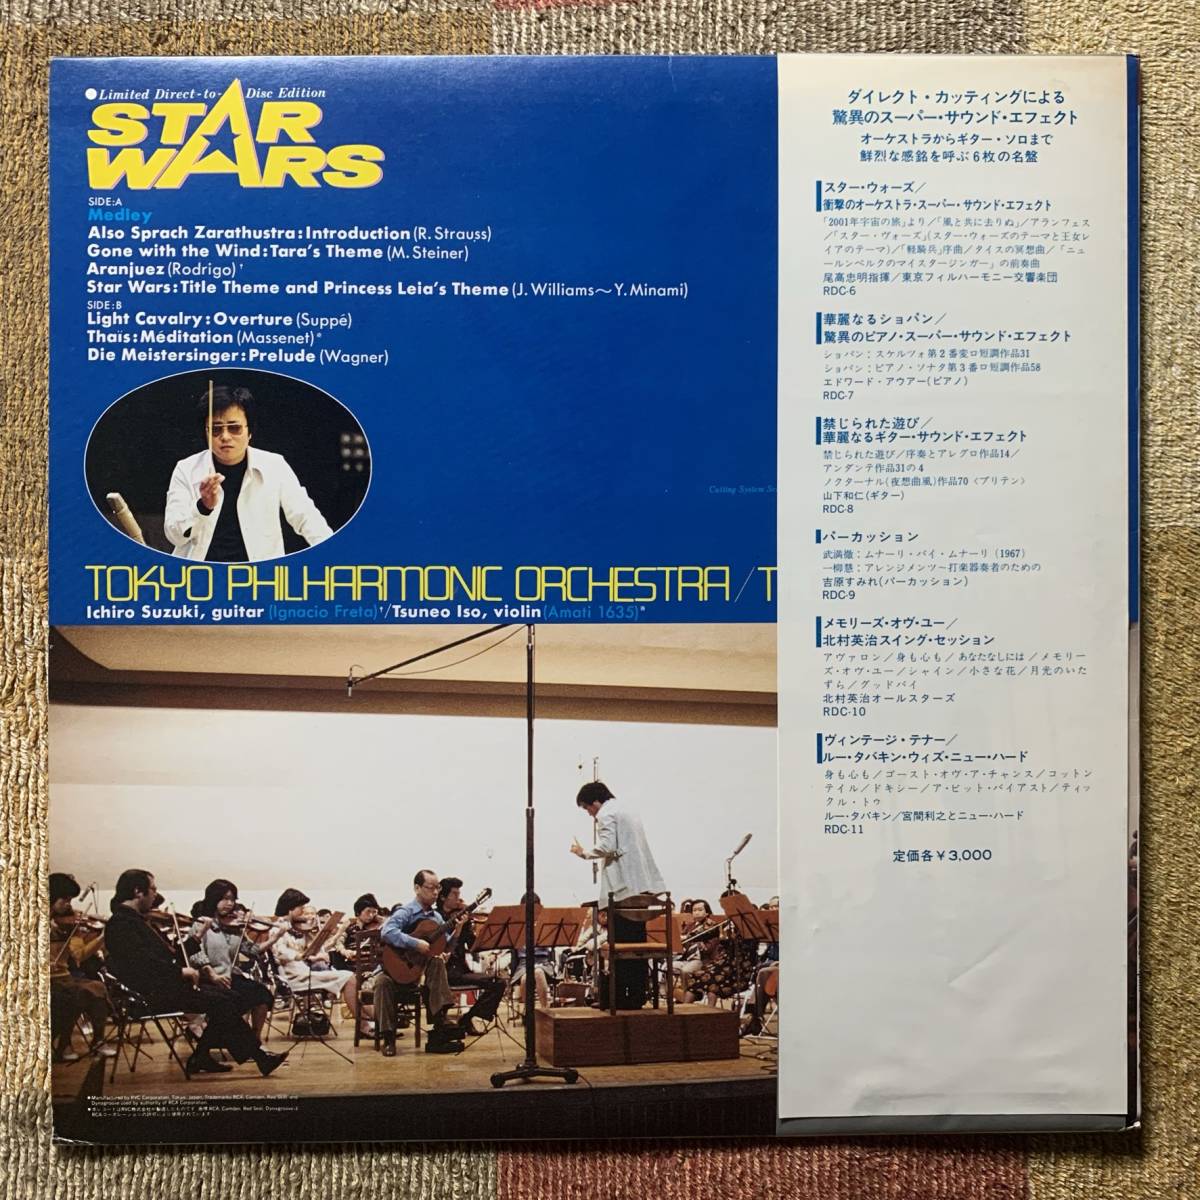 ●Limited Direct-to-Disc Edition
STAR
WARS
SIDE:A
Medley
Also Sprach Zarathustra:Introduction(R. Strauss)
Gone with the Wind:Tara's Theme(M. Steiner)
Aranjuez(Rodrigo)†
Star Wars:Title Theme and Princess Leia's Theme(J. Williams〜Y. Minami)
SIDE:B
Light Cavalry:Overture(Suppé)
Thaïs:Méditation(Massenet)*
Die Meistersinger:Prelude(Wagner)
Cutting System
TOKYO PHILHARMONIC ORCHESTRA/T
Ichiro Suzuki, guitar(Ignacio Freta)†/Tsuneo Iso, violin(Amati 1635)*
●Manufactured by RVC Corporation, Tokyo, Japan, Trademarks RCA, Camden, Red Seal and
Dynagroove used by authority of RCA Corporation.
ダイレクト・カッティングによる
驚異のスーパー・サウンド・エフェクト
オーケストラからギター・ソロまで
鮮烈な感銘を呼ぶ6枚の名盤
スター・ウォーズ/
衝撃のオーケストラ・スーパー・サウンド・エフェクト
「2001年宇宙の旅」より/「風と共に去りぬ」/アランフェス
/「スター・ヴォーズ」(スター・ウォーズのテーマと王女レ
イアのテーマ)/「軽騎兵」序曲/タイスの冥想曲/「ニュ
ールンベルクのマイスタージンガー」の前奏曲
尾高忠明指揮/東京フィルハーモニー交響楽団
RDC-6
華麗なるショパン/
驚異のピアノ・スーパー・サウンド・エフェクト
ショパン：スケルツォ第2番変ロ短調作品31
ショパン：ピアノ・ソナタ第3番ロ短調作品58
エドワード・アウアー(ピアノ)
RDC-7
禁じられた遊び/
華麗なるギター・サウンド・エフェクト
禁じられた遊び/序奏とアレグロ作品14/
アンダンテ作品31の4
ノクターナル(夜想曲風)作品70〈ブリテン〉
山下和仁(ギター)
RDC-8
パーカッション
武満徹：ムナーリ・バイ・ムナーリ(1967)
一柳慧：アレンジメンツ—打楽器奏者のための
吉原すみれ(パーカッション)
RDC-9
メモリーズ・オヴ・ユー/
北村英治スイング・セッション
アヴァロン/身も心も/あなたなしには/メモリー
ズ・オヴ・ユー/シャイン/小さな花/月光のいた
ずら/グッドバイ
北村英治オールスターズ
RDC-10
ヴィンテージ・テナー/
ルー・タバキン・ウィズ・ニュー・ハード
身も心も/ゴースト・オヴ・ア・チャンス/コットン
テイル/ドキシー/ア・ビット・バイアスト/ティッ
クル・トゥ
ルー・タバキン/宮間利之とニュー・ハード
RDC-11
定価各¥3,000